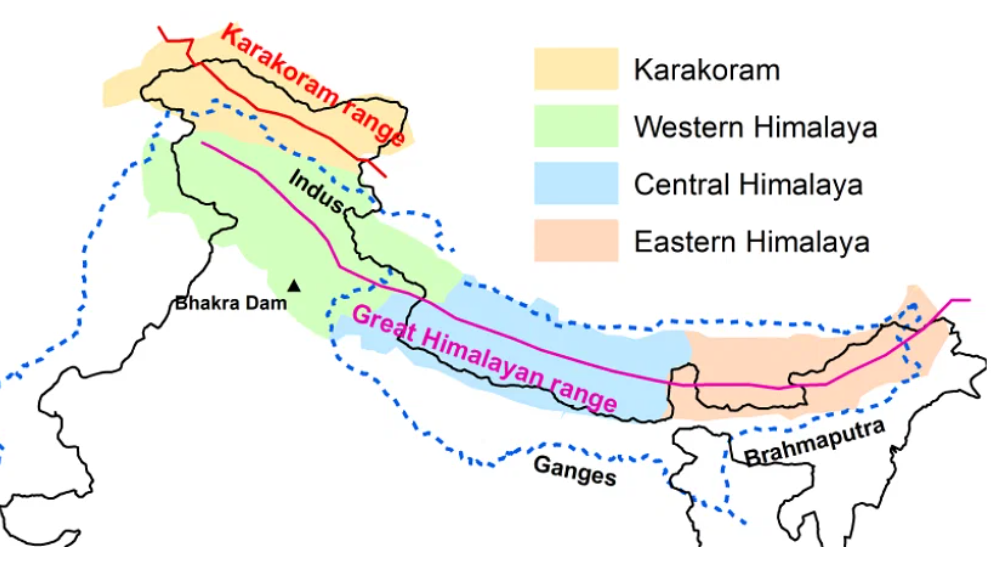 Karakoram range
Karakoram
Western Himalaya
Central Himalaya
Eastern Himalaya
Indus
Bhakra Dam
Great Himalayan range
Brahmaputra
Ganges